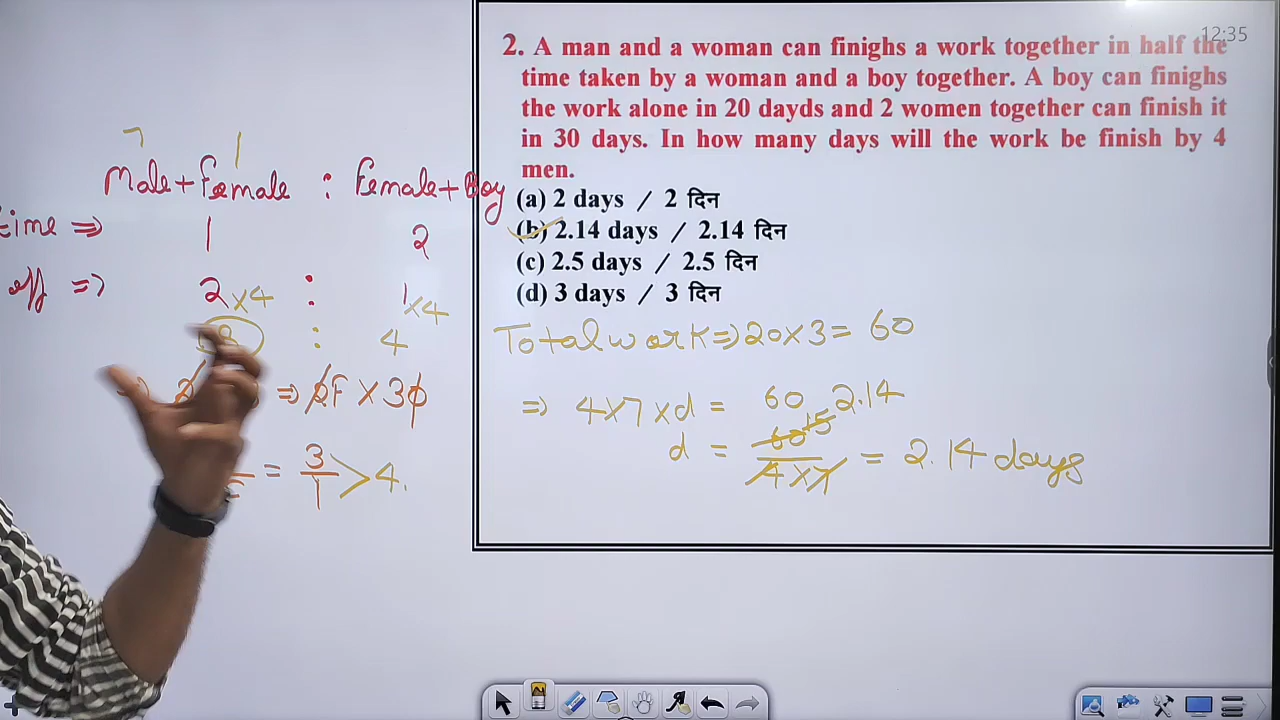 12:35
2. A man and a woman can finighs a work together in half the
time taken by a woman and a boy together. A boy can finighs
the work alone in 20 dayds and 2 women together can finish it
in 30 days. In how many days will the work be finish by 4
men.
(a) 2 days / 2 दिन
(b) 2.14 days / 2.14 दिन
(c) 2.5 days / 2.5 दिन
(d) 3 days / 3 दिन
Total work ⇒ 20×3 = 60
⇒ 4×7×d = 60
2.14
d = 60 15 / 4×7 = 2.14 days
7 1
Male+Female : Female+Boy
time ⇒ 1 2
eff ⇒ 2×4 : 1×4
8 : 4
⇒ 2F × 30
= 3/1 > 4.